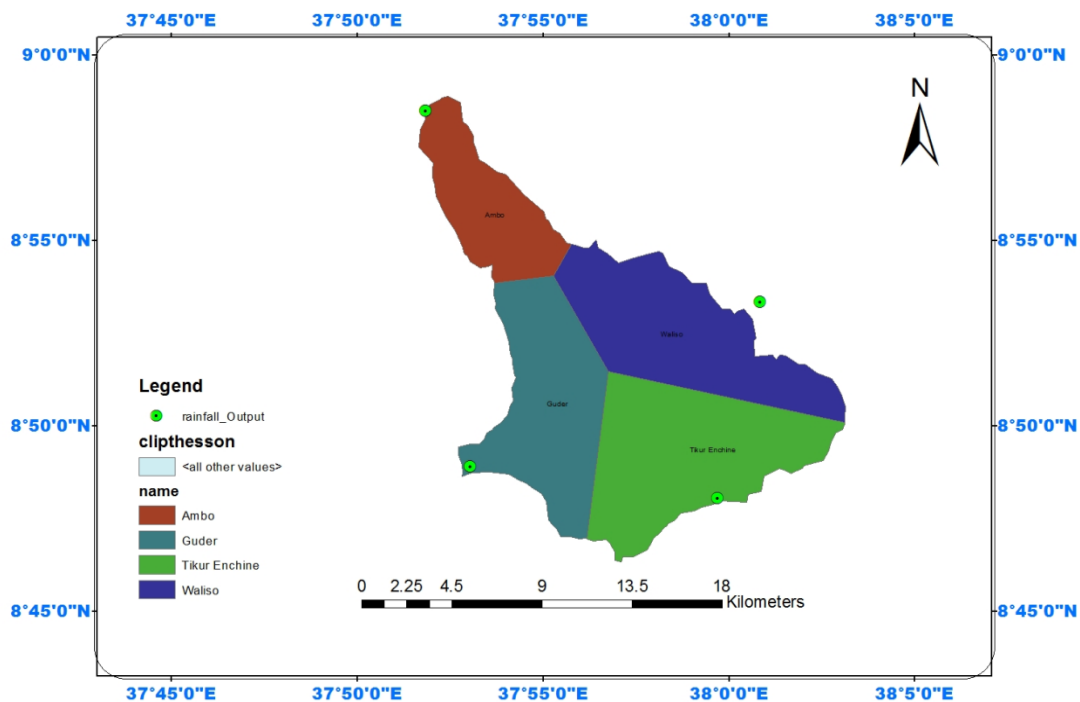 37°45'0"E 37°50'0"E 37°55'0"E 38°0'0"E 38°5'0"E
9°0'0"N 9°0'0"N
N
Ambo
8°55'0"N 8°55'0"N
Waliso
Legend
Guder
rainfall_Output
8°50'0"N 8°50'0"N
clipthesson
Tikur Enchine
<all other values>
name
Ambo
Guder
Tikur Enchine
Waliso
0 2.25 4.5 9 13.5 18
Kilometers
8°45'0"N 8°45'0"N
37°45'0"E 37°50'0"E 37°55'0"E 38°0'0"E 38°5'0"E